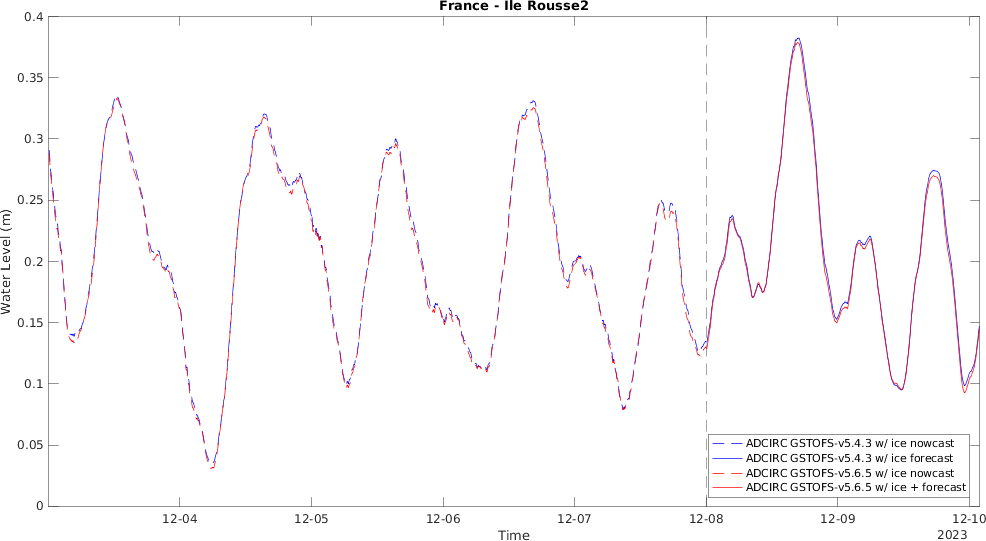 France - Ile Rousse2
0.4
0.35
0.3
0.25
0.2
0.15
0.1
0.05
0
Water Level (m)
12-04
12-05
12-06
12-07
12-08
12-09
12-10
2023
Time
ADCIRC GSTOFS-v5.4.3 w/ ice nowcast
ADCIRC GSTOFS-v5.4.3 w/ ice forecast
ADCIRC GSTOFS-v5.6.5 w/ ice nowcast
ADCIRC GSTOFS-v5.6.5 w/ ice + forecast